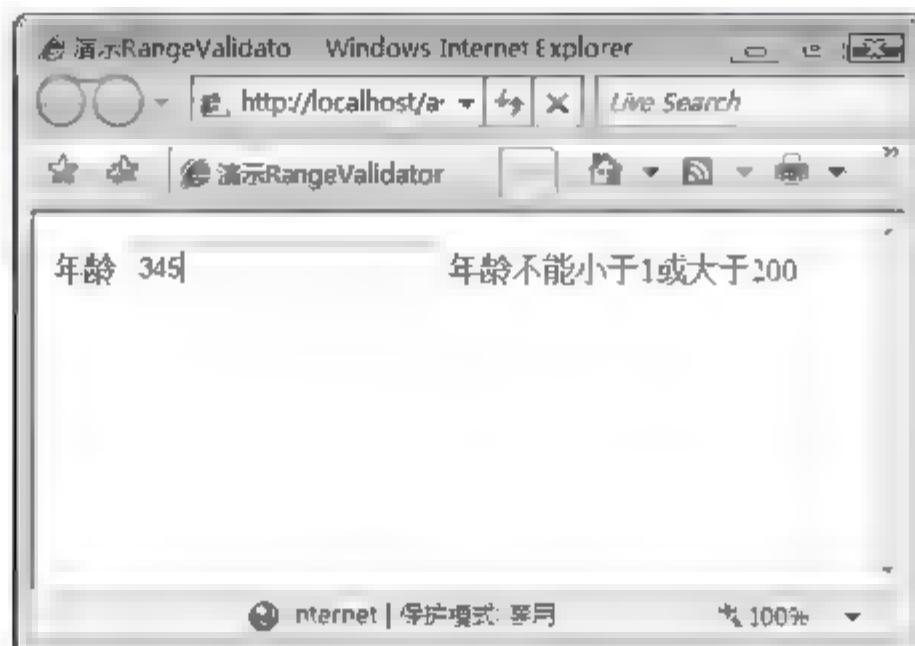 演示RangeValidato Windows Internet Explorer
http://localhost/a Live Search
演示RangeValidator
年龄 345 年龄不能小于1或大于200
nternet | 保护模式: 禁用 100%